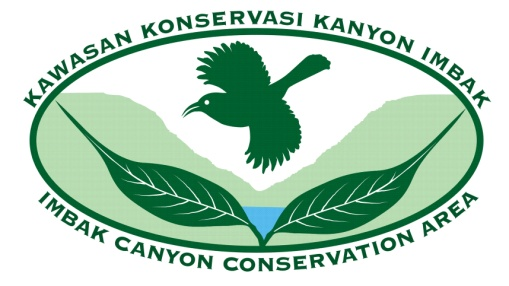 KAWASAN KONSERVASI KANYON IMBAK
IMBAK CANYON CONSERVATION AREA